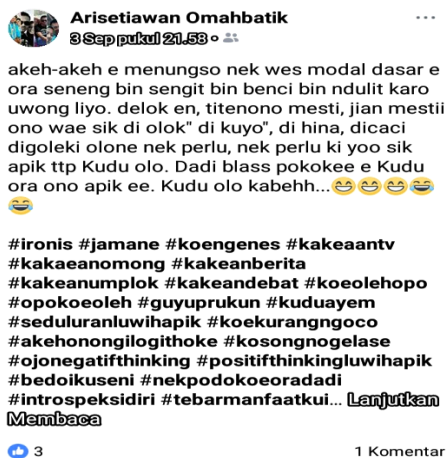 Arisetiawan Omahbatik
3 Sep pukul 21.58
akeh-akeh e menungso nek wes modal dasar e
ora seneng bin sengit bin benci bin ndulit karo
uwong liyo. delok en, titenono mesti, jian mestii
ono wae sik di olok" di kuyo", di hina, dicaci
digoleki olone nek perlu, nek perlu ki yoo sik
apik ttp Kudu olo. Dadi blass pokokee e Kudu
ora ono apik ee. Kudu olo kabehh...😁😁😁😂
😂
#ironis #jamane #koengenes #kakeaantv
#kakaeanomong #kakeanberita
#kakeanumplok #kakeandebat #koeolehopo
#opokoeoleh #guyuprukun #kuduayem
#seduluranluwihapik #koekurangngoco
#akehonongilogithoke #kosongnogelase
#ojonegatifthinking #positifthinkingluwihapik
#bedoikuseni #nekpodokoeoradadi
#introspeksidiri #tebarmanfaatkui... Lanjutkan
Membaca
3
1 Komentar